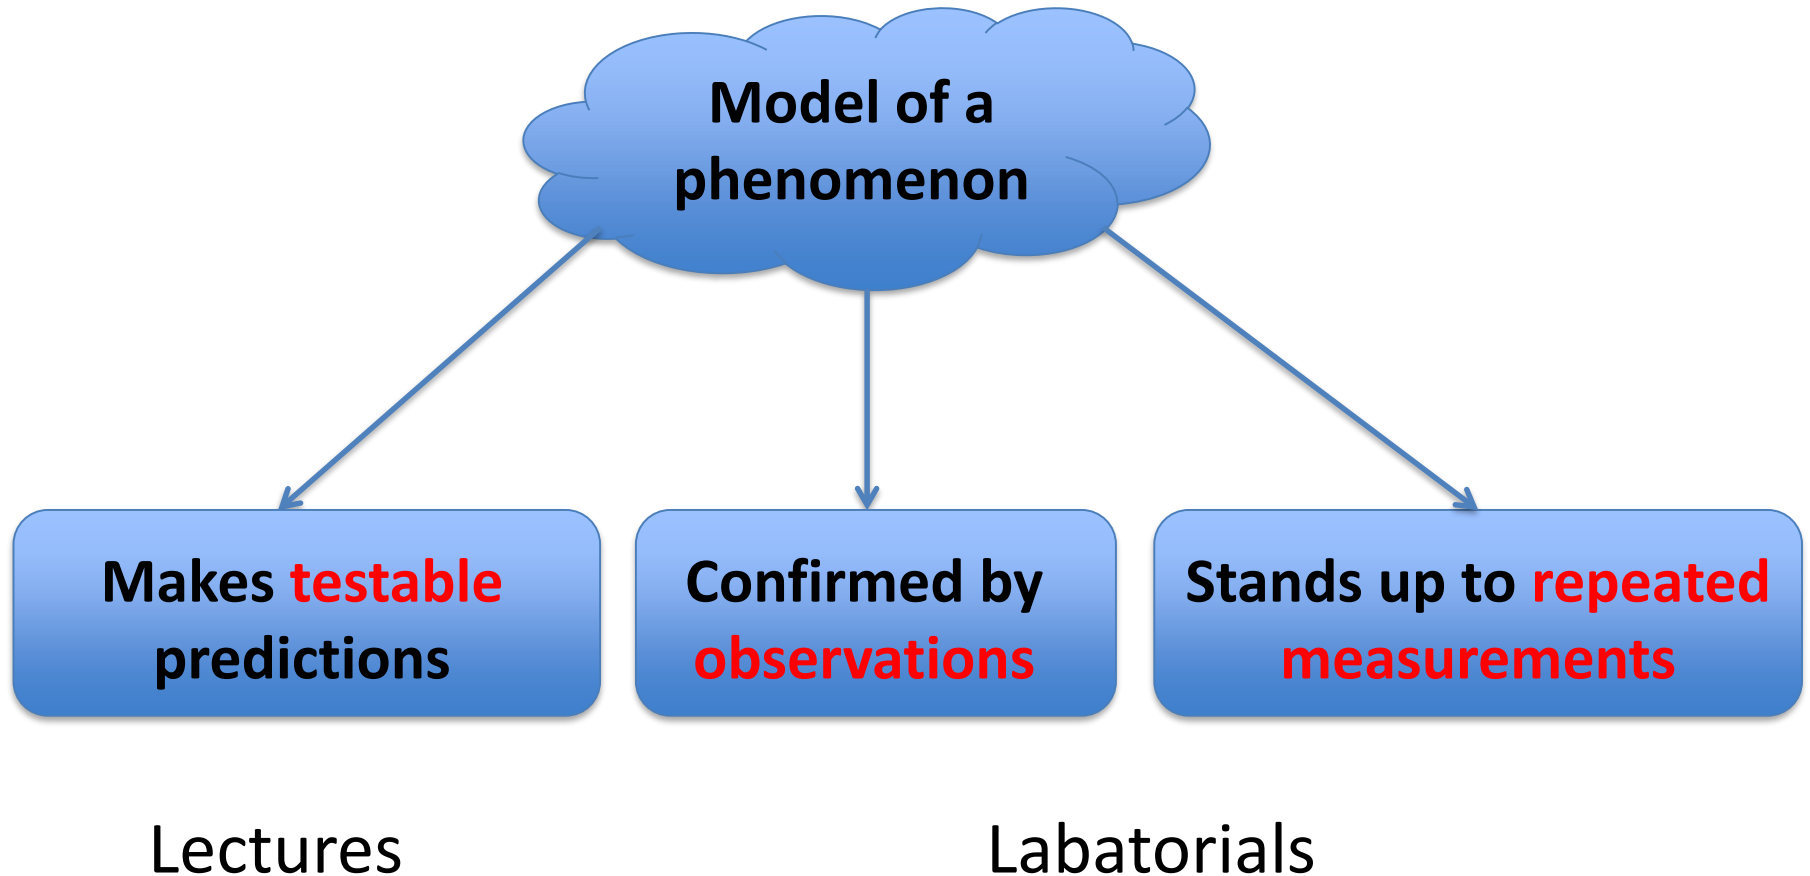 Model of a
phenomenon
Makes testable
predictions
Confirmed by
observations
Stands up to repeated
measurements
Lectures
Labatorials